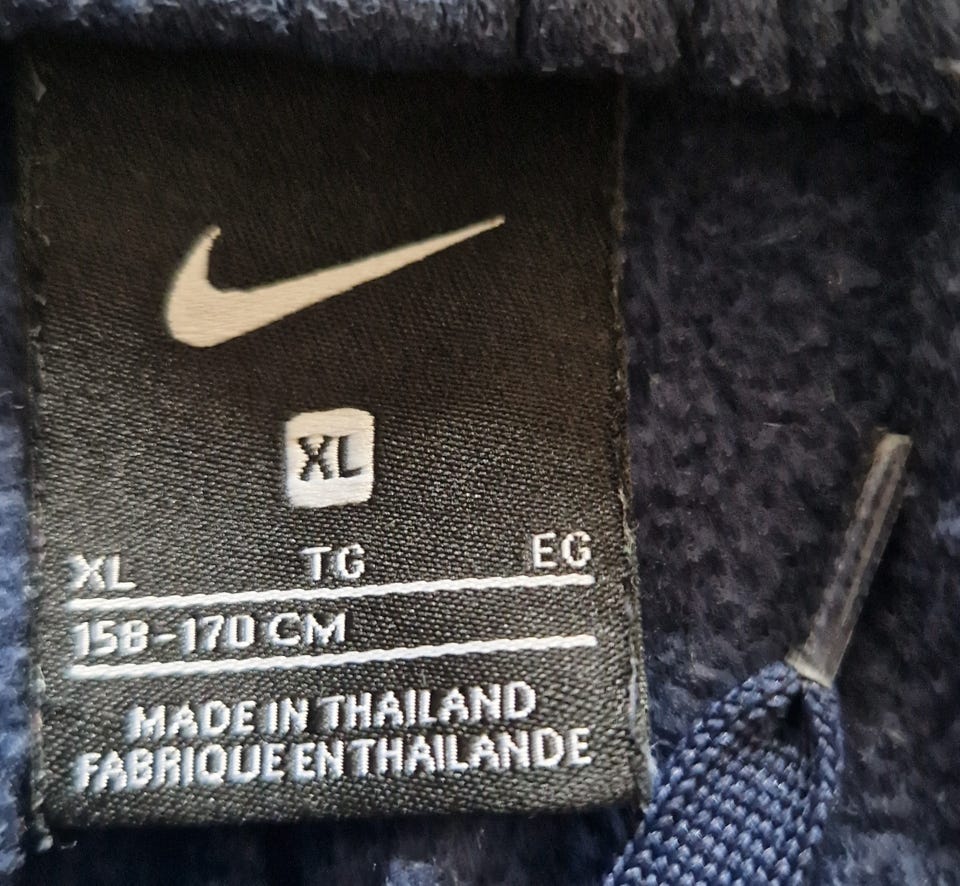 XL
XL TG EG
158-170 CM
MADE IN THAILAND
FABRIQUE EN THAILANDE